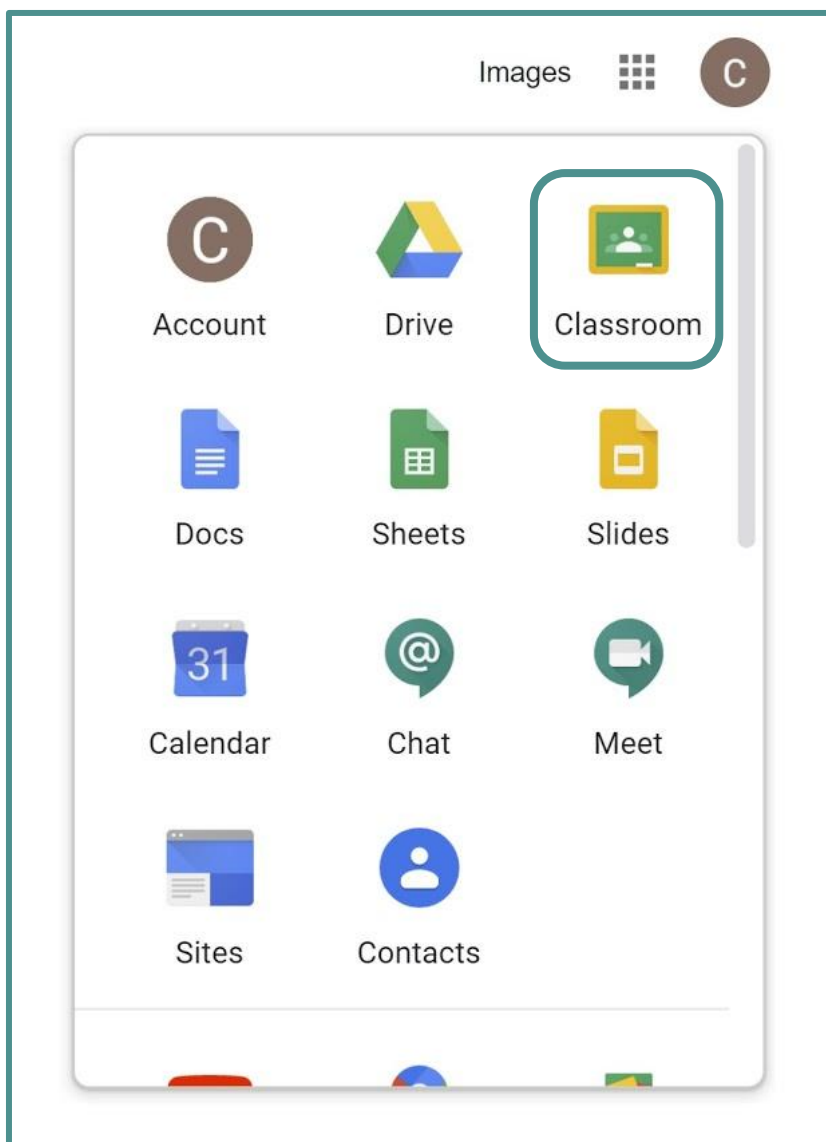 Images
C
C
Account Drive Classroom
Docs Sheets Slides
31
@
Calendar Chat Meet
Sites Contacts